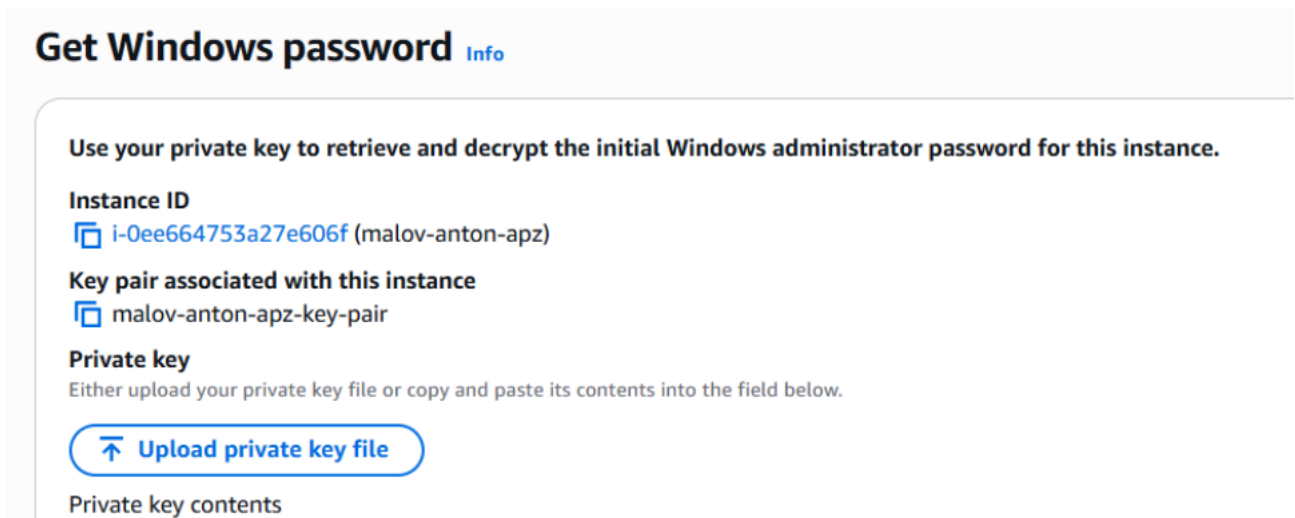 Get Windows password Info
Use your private key to retrieve and decrypt the initial Windows administrator password for this instance.
Instance ID
i-0ee664753a27e606f (malov-anton-apz)
Key pair associated with this instance
malov-anton-apz-key-pair
Private key
Either upload your private key file or copy and paste its contents into the field below.
Upload private key file
Private key contents